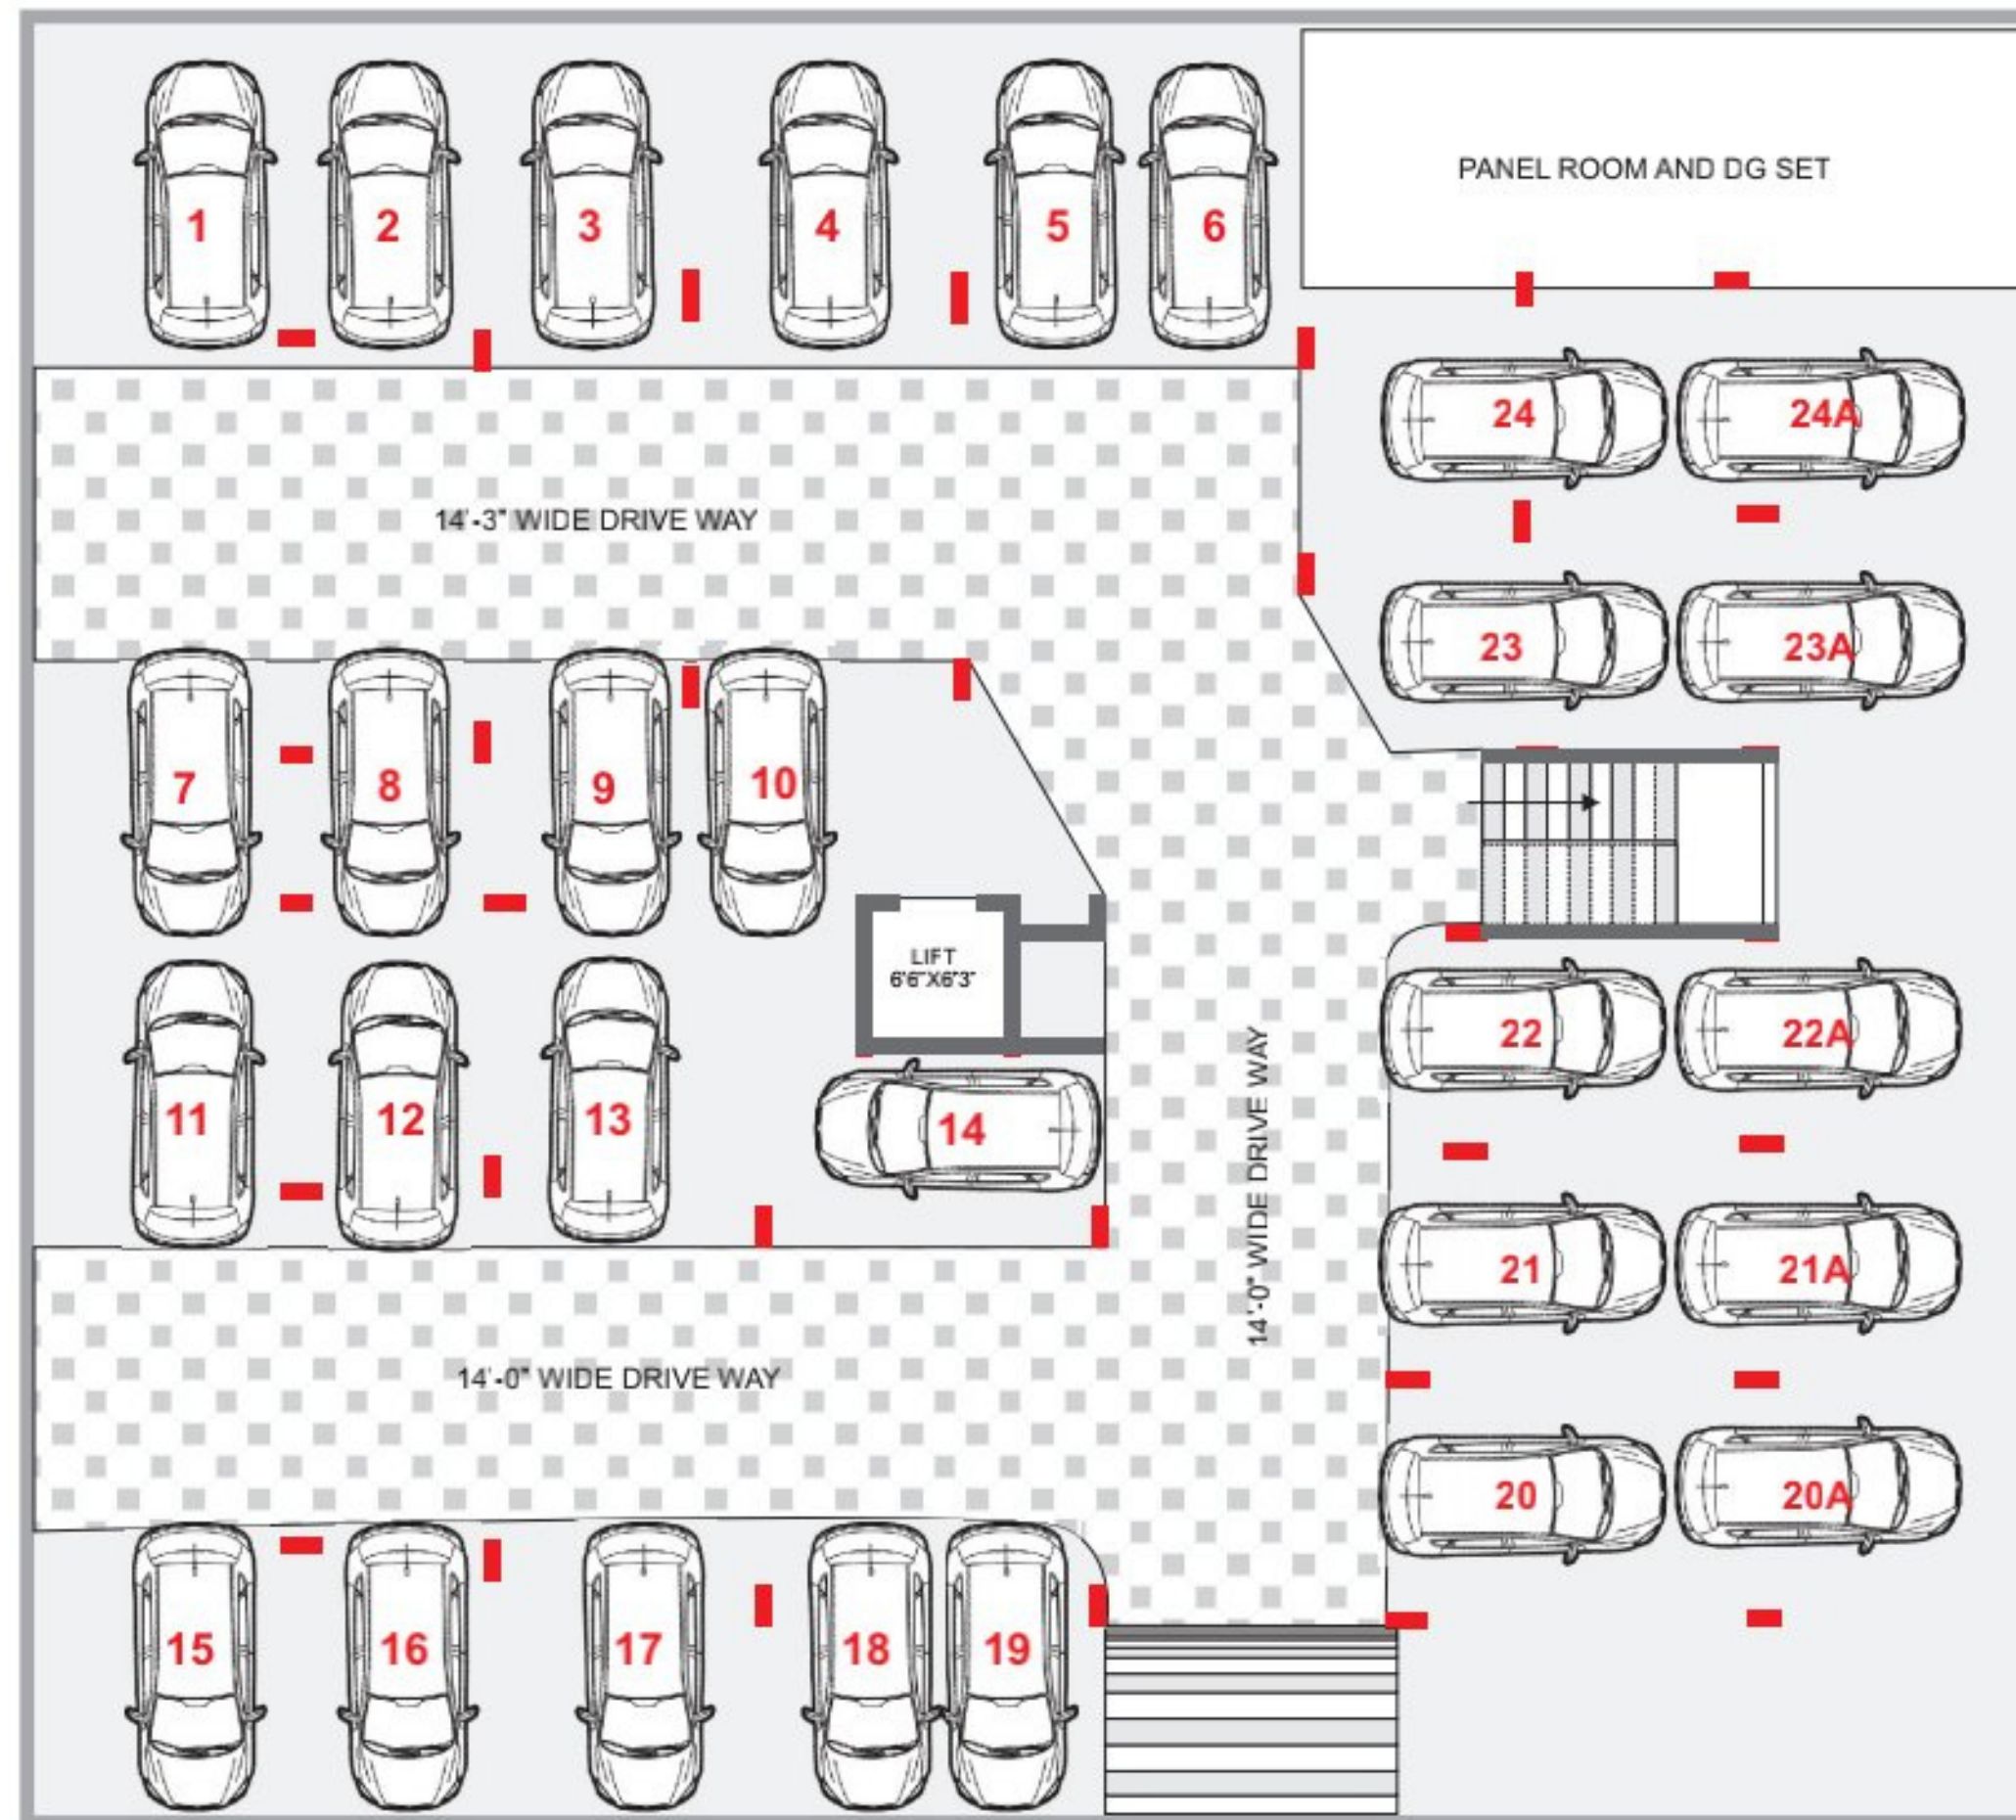 1 2 3 4 5 6
PANEL ROOM AND DG SET
24 24A
14'-3" WIDE DRIVE WAY
23 23A
7 8 9 10
LIFT
6'6"X6'3"
22 22A
11 12 13 14
14'-0" WIDE DRIVE WAY
21 21A
14'-0" WIDE DRIVE WAY
20 20A
15 16 17 18 19